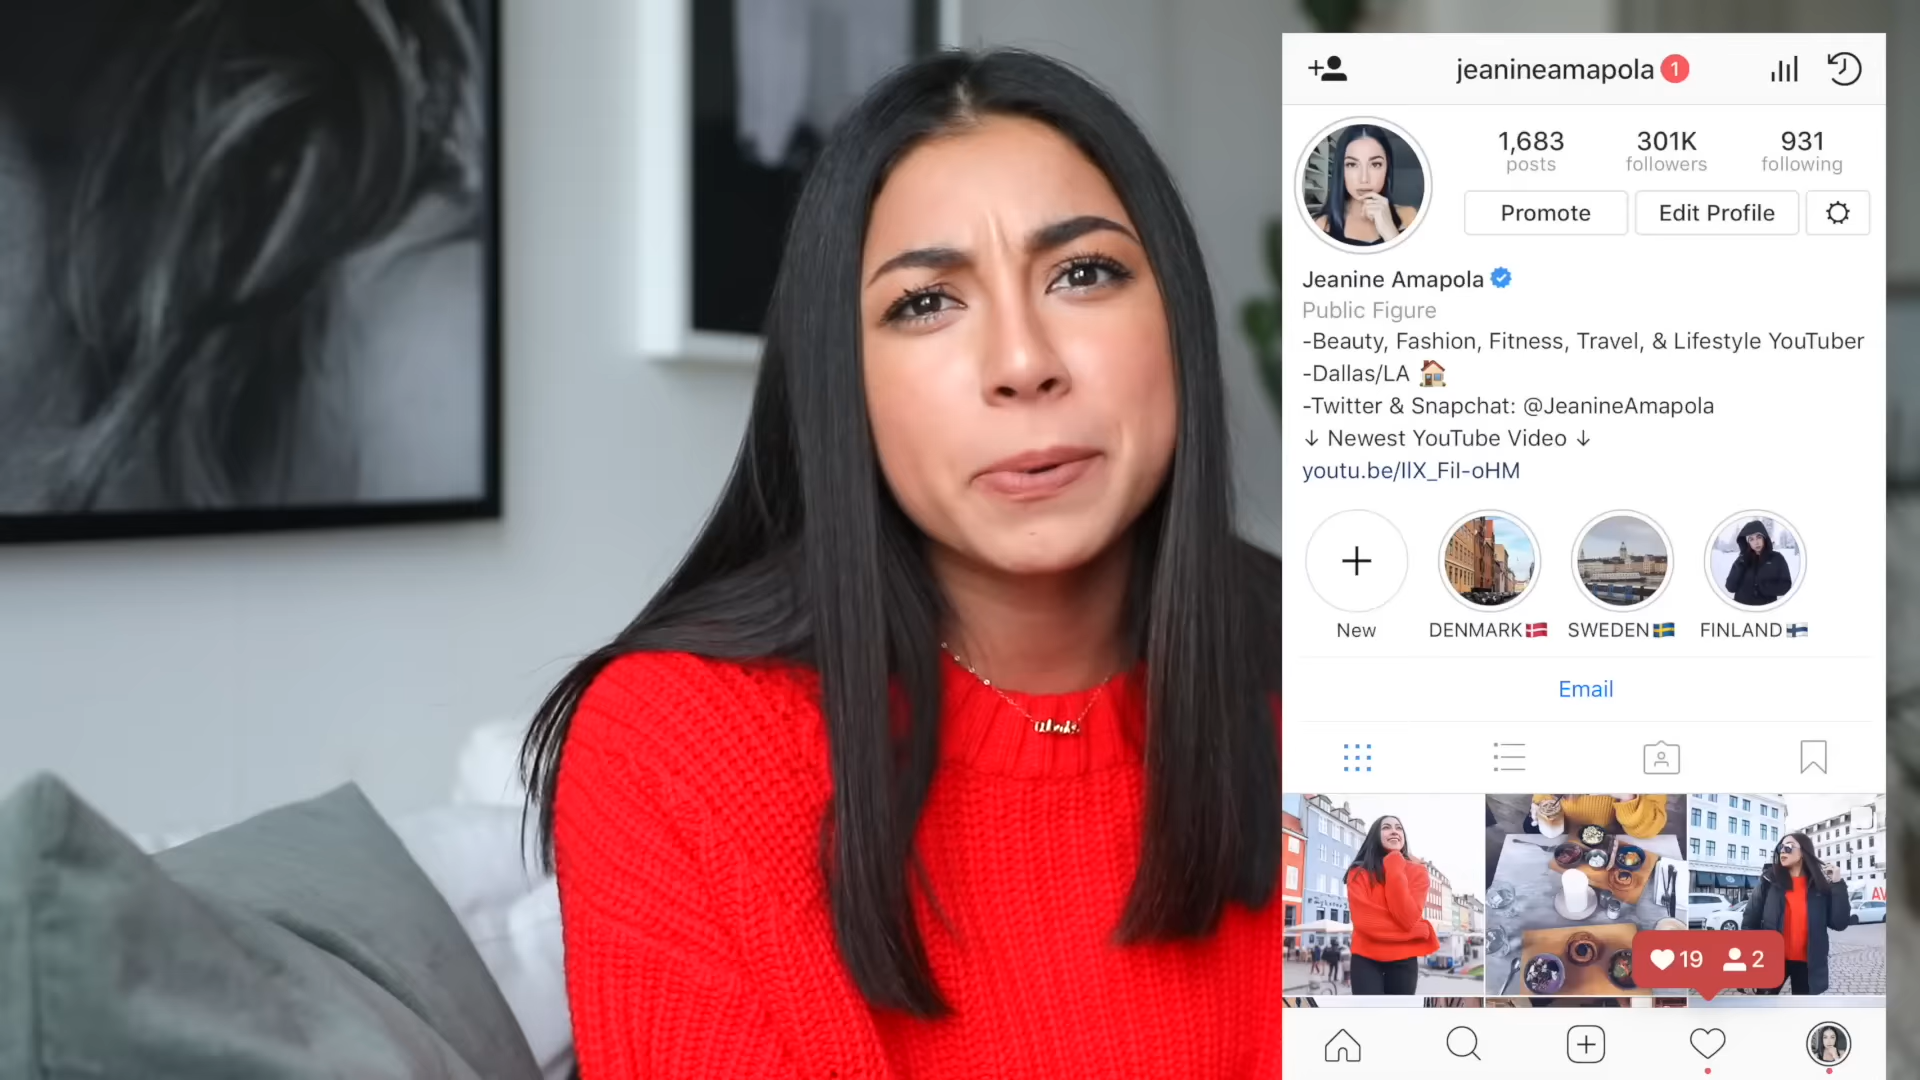 jeanineamapola 1
1,683 301K 931
posts followers following
Promote Edit Profile
Jeanine Amapola
Public Figure
-Beauty, Fashion, Fitness, Travel, & Lifestyle YouTuber
-Dallas/LA 🏠
-Twitter & Snapchat: @JeanineAmapola
↓ Newest YouTube Video ↓
youtu.be/llX_Fil-oHM
New DENMARK🇩🇰 SWEDEN🇸🇪 FINLAND🇫🇮
Email
AV
19 2